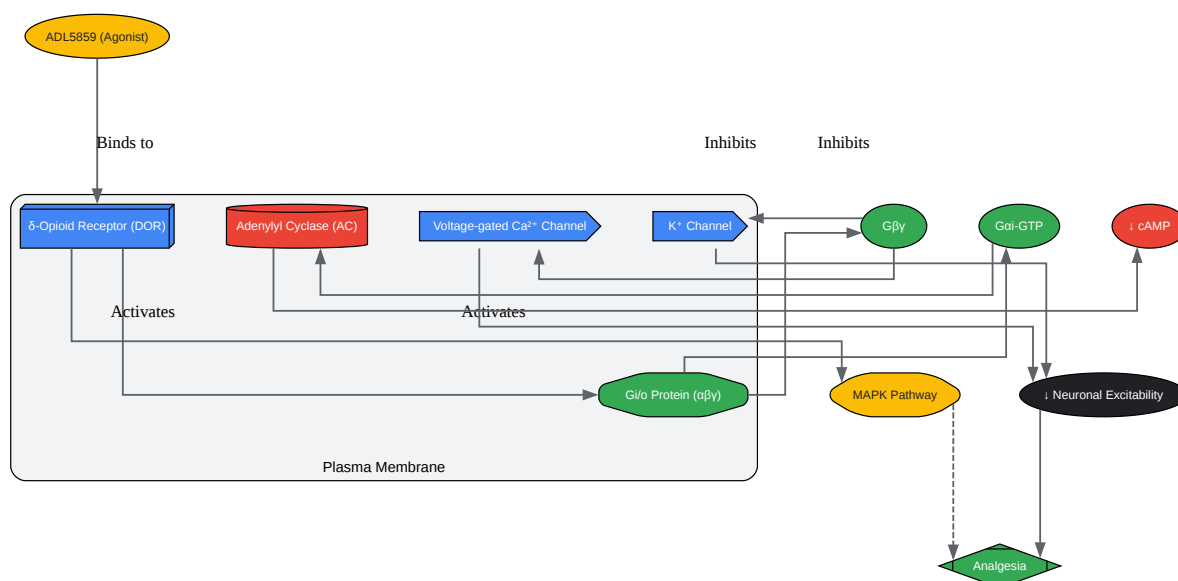 ADL5859 (Agonist)
Binds to
Inhibits
Inhibits
δ-Opioid Receptor (DOR)
Adenylyl Cyclase (AC)
Voltage-gated Ca²⁺ Channel
K⁺ Channel
Gβγ
Gαi-GTP
↓ cAMP
Activates
Activates
Gi/o Protein (αβγ)
MAPK Pathway
↓ Neuronal Excitability
Plasma Membrane
Analgesia